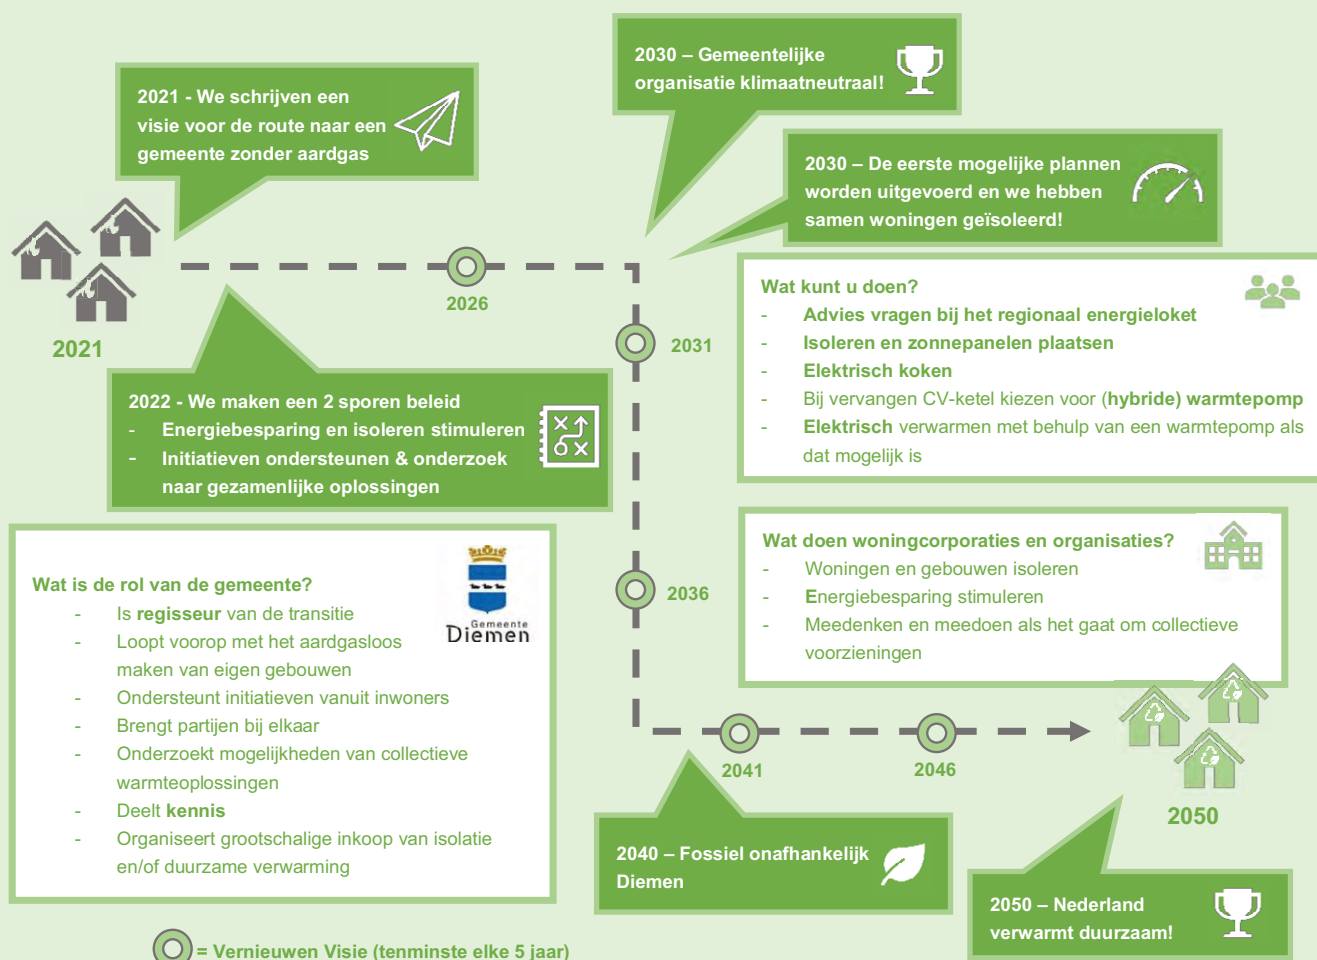 2021 - We schrijven een
visie voor de route naar een
gemeente zonder aardgas
2030 – Gemeentelijke
organisatie klimaatneutraal!
2030 – De eerste mogelijke plannen
worden uitgevoerd en we hebben
samen woningen geïsoleerd!
2021
2026
2031
2022 - We maken een 2 sporen beleid
- Energiebesparing en isoleren stimuleren
- Initiatieven ondersteunen & onderzoek
naar gezamenlijke oplossingen
Wat kunt u doen?
- Advies vragen bij het regionaal energieloket
- Isoleren en zonnepanelen plaatsen
- Elektrisch koken
- Bij vervangen CV-ketel kiezen voor (hybride) warmtepomp
- Elektrisch verwarmen met behulp van een warmtepomp als
dat mogelijk is
Wat is de rol van de gemeente?
- Is regisseur van de transitie
- Loopt voorop met het aardgasloos
maken van eigen gebouwen
- Ondersteunt initiatieven vanuit inwoners
- Brengt partijen bij elkaar
- Onderzoekt mogelijkheden van collectieve
warmteoplossingen
- Deelt kennis
- Organiseert grootschalige inkoop van isolatie
en/of duurzame verwarming
Gemeente
Diemen
2036
Wat doen woningcorporaties en organisaties?
- Woningen en gebouwen isoleren
- Energiebesparing stimuleren
- Meedenken en meedoen als het gaat om collectieve
voorzieningen
2041
2046
2050
2040 – Fossiel onafhankelijk
Diemen
2050 – Nederland
verwarmt duurzaam!
= Vernieuwen Visie (tenminste elke 5 jaar)